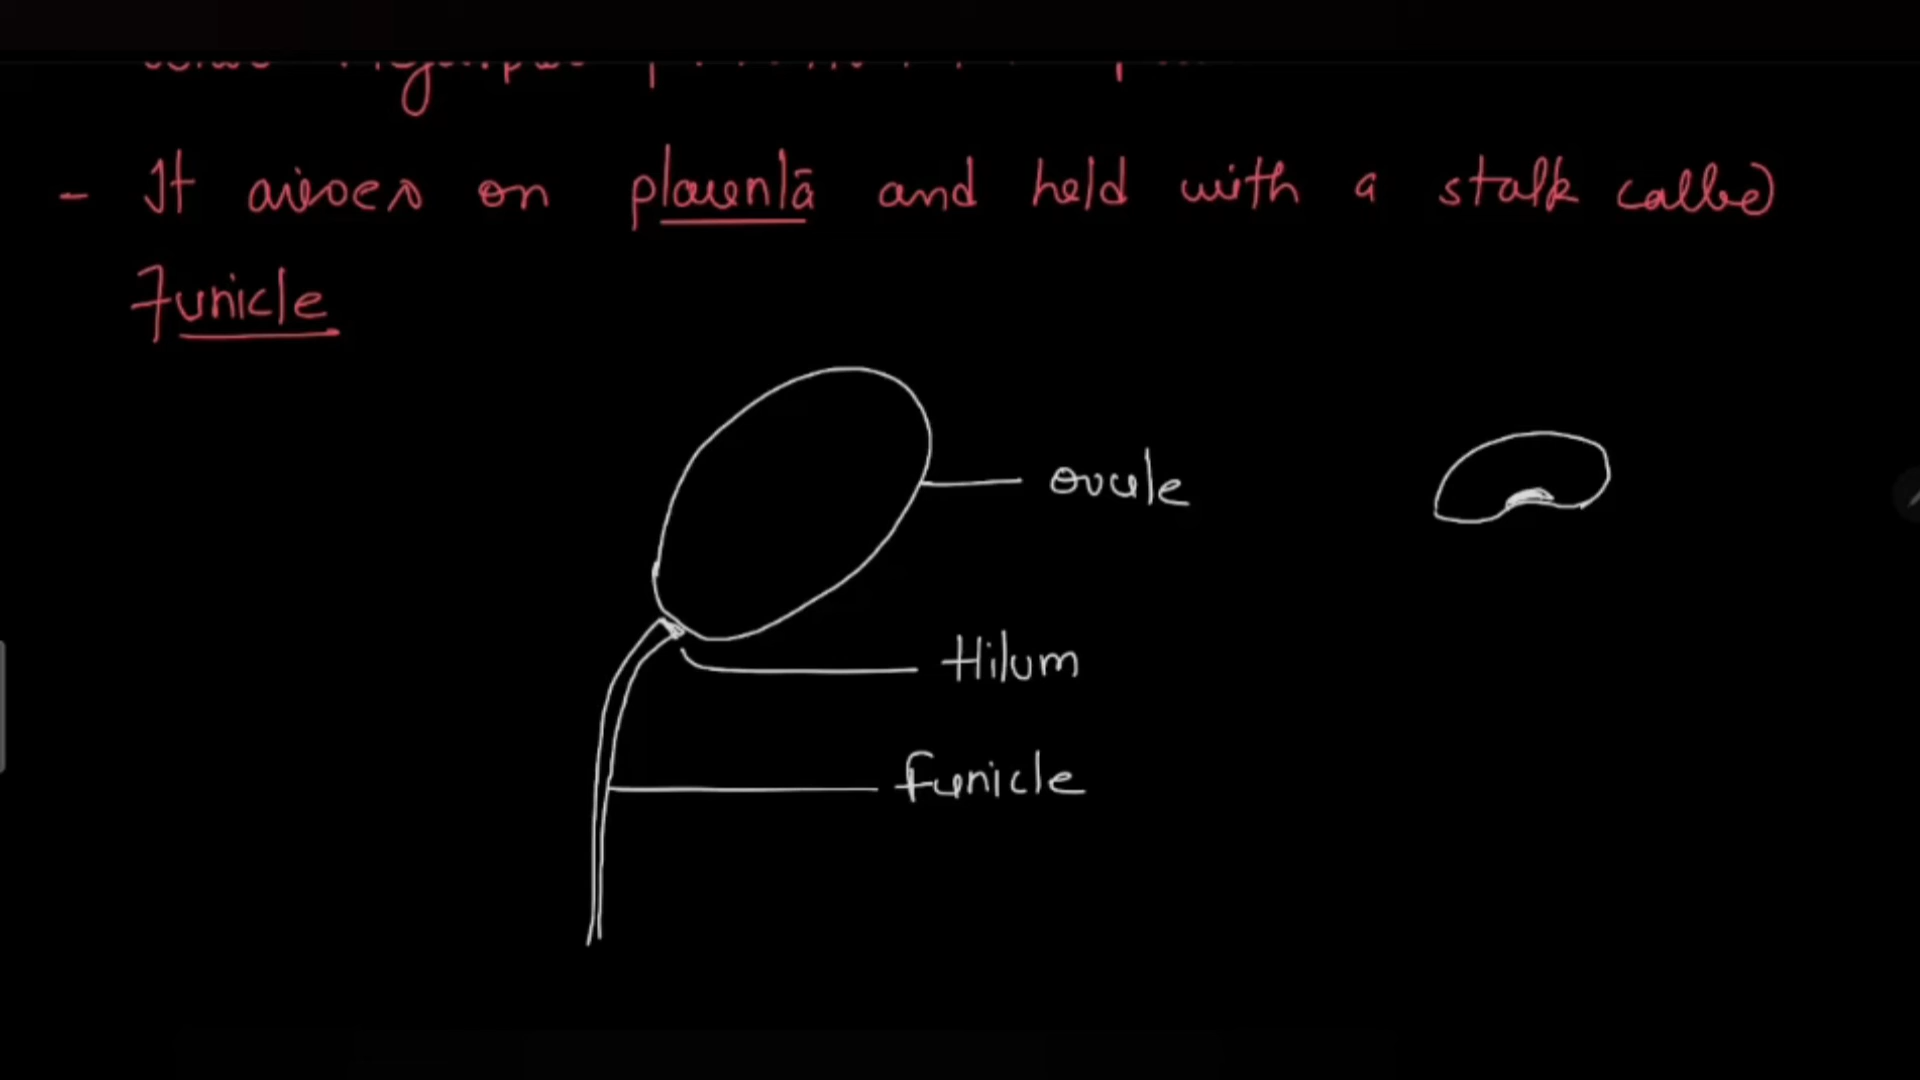 - It arises on placenta and held with a stalk called
Funicle
ovule
Hilum
funicle